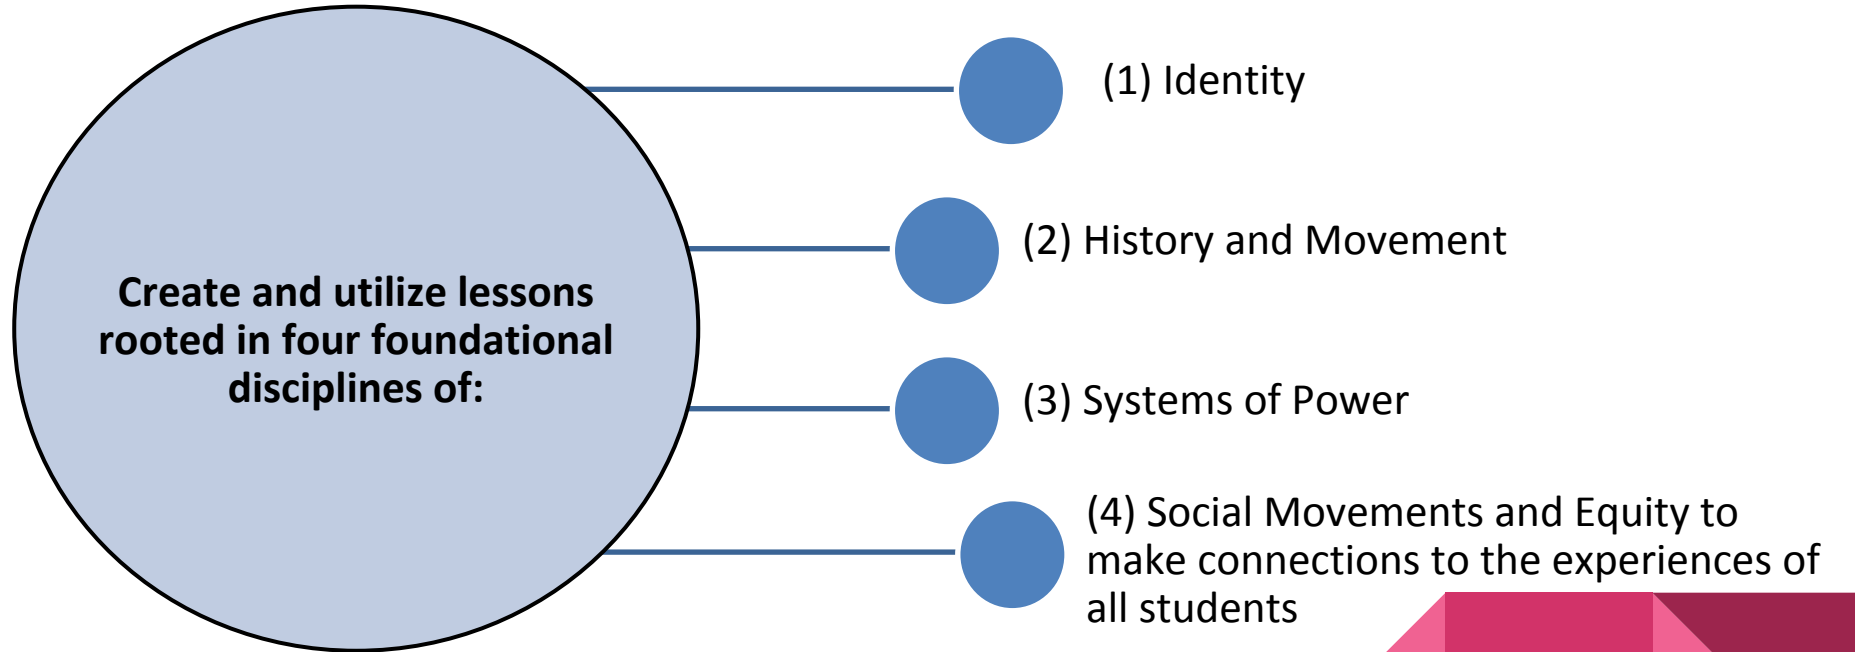 Create and utilize lessons
rooted in four foundational
disciplines of:
(1) Identity
(2) History and Movement
(3) Systems of Power
(4) Social Movements and Equity to
make connections to the experiences of
all students